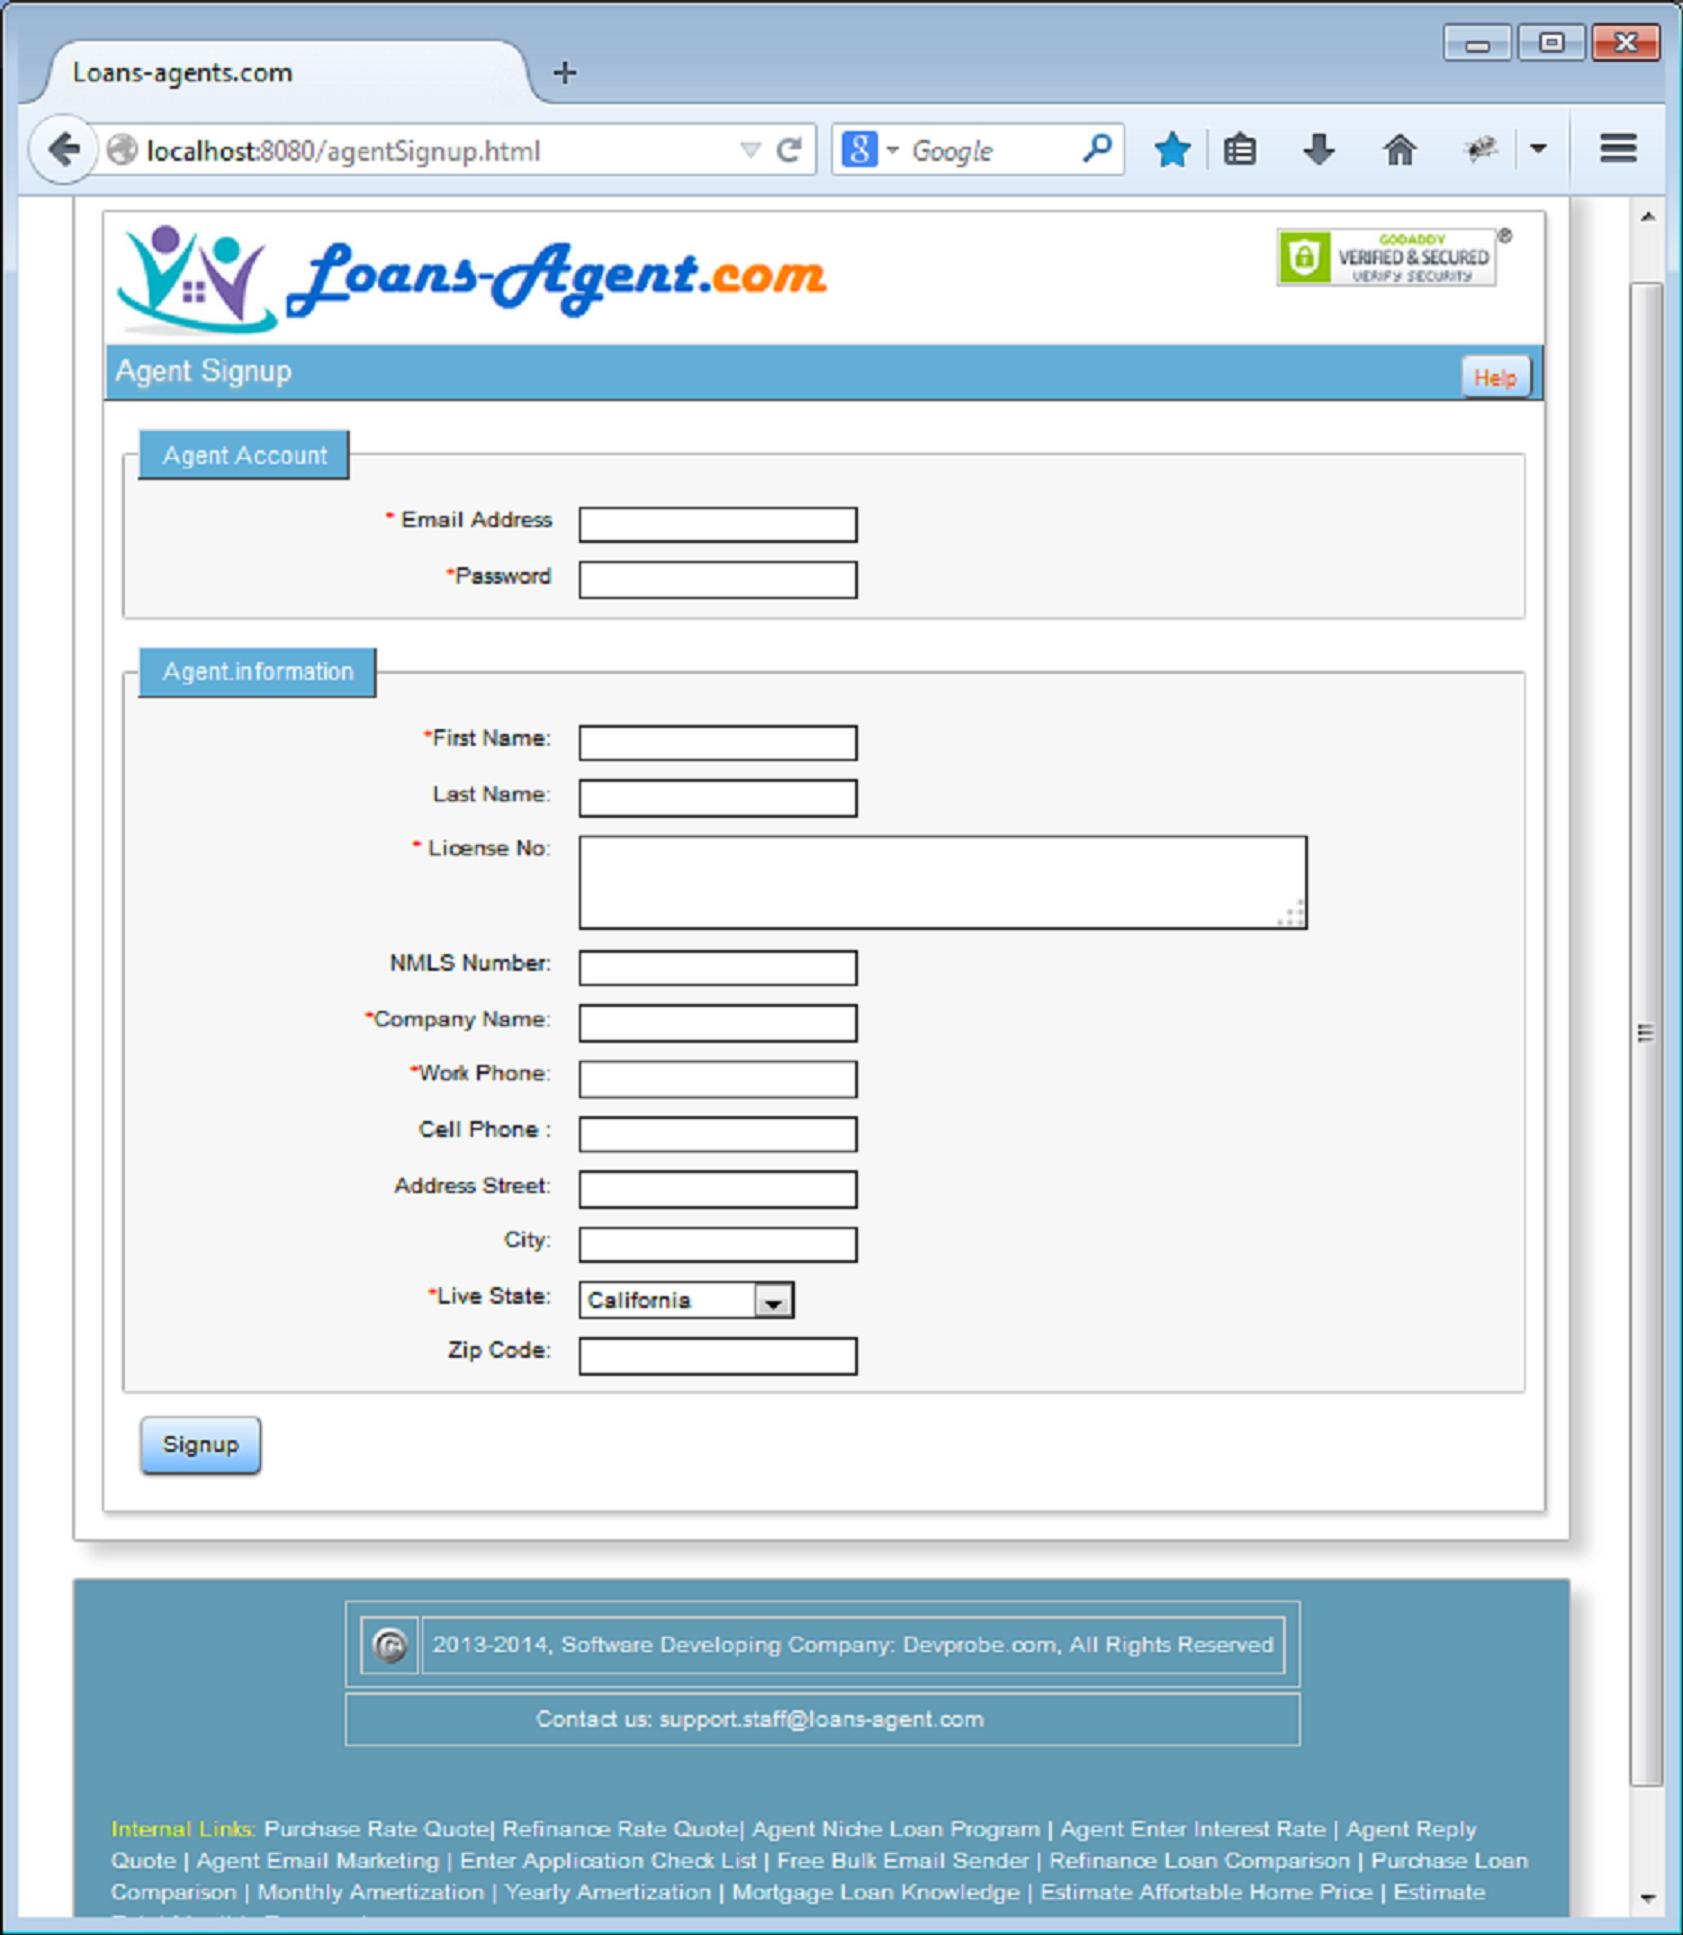 Loans-agents.com
localhost:8080/agentSignup.html
Google
Loans-Agent.com
GODADDY
VERIFIED & SECURED
VERIFY SECURITY
Agent Signup
Help
Agent Account
* Email Address
*Password
Agent.information
*First Name:
Last Name:
* License No:
NMLS Number:
*Company Name:
*Work Phone:
Cell Phone :
Address Street:
City:
*Live State: California
Zip Code:
Signup
2013-2014, Software Developing Company: Devprobe.com, All Rights Reserved
Contact us: support.staff@loans-agent.com
Internal Links: Purchase Rate Quote| Refinance Rate Quote| Agent Niche Loan Program | Agent Enter Interest Rate | Agent Reply
Quote | Agent Email Marketing | Enter Application Check List | Free Bulk Email Sender | Refinance Loan Comparison | Purchase Loan
Comparison | Monthly Amertization | Yearly Amertization | Mortgage Loan Knowledge | Estimate Affortable Home Price | Estimate